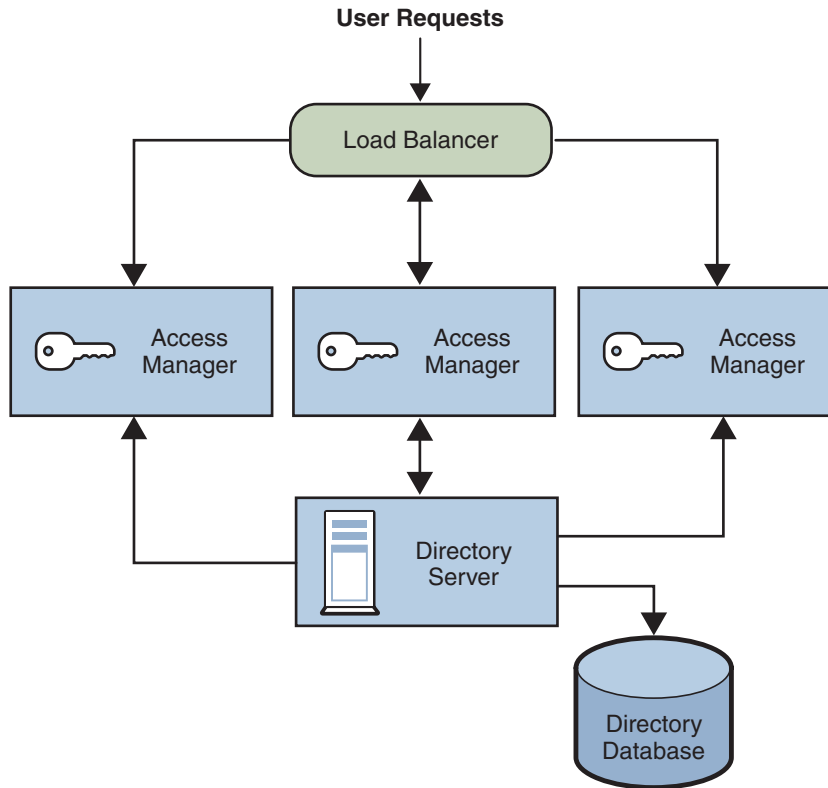 User Requests
Load Balancer
Access
Manager
Access
Manager
Access
Manager
Directory
Server
Directory
Database